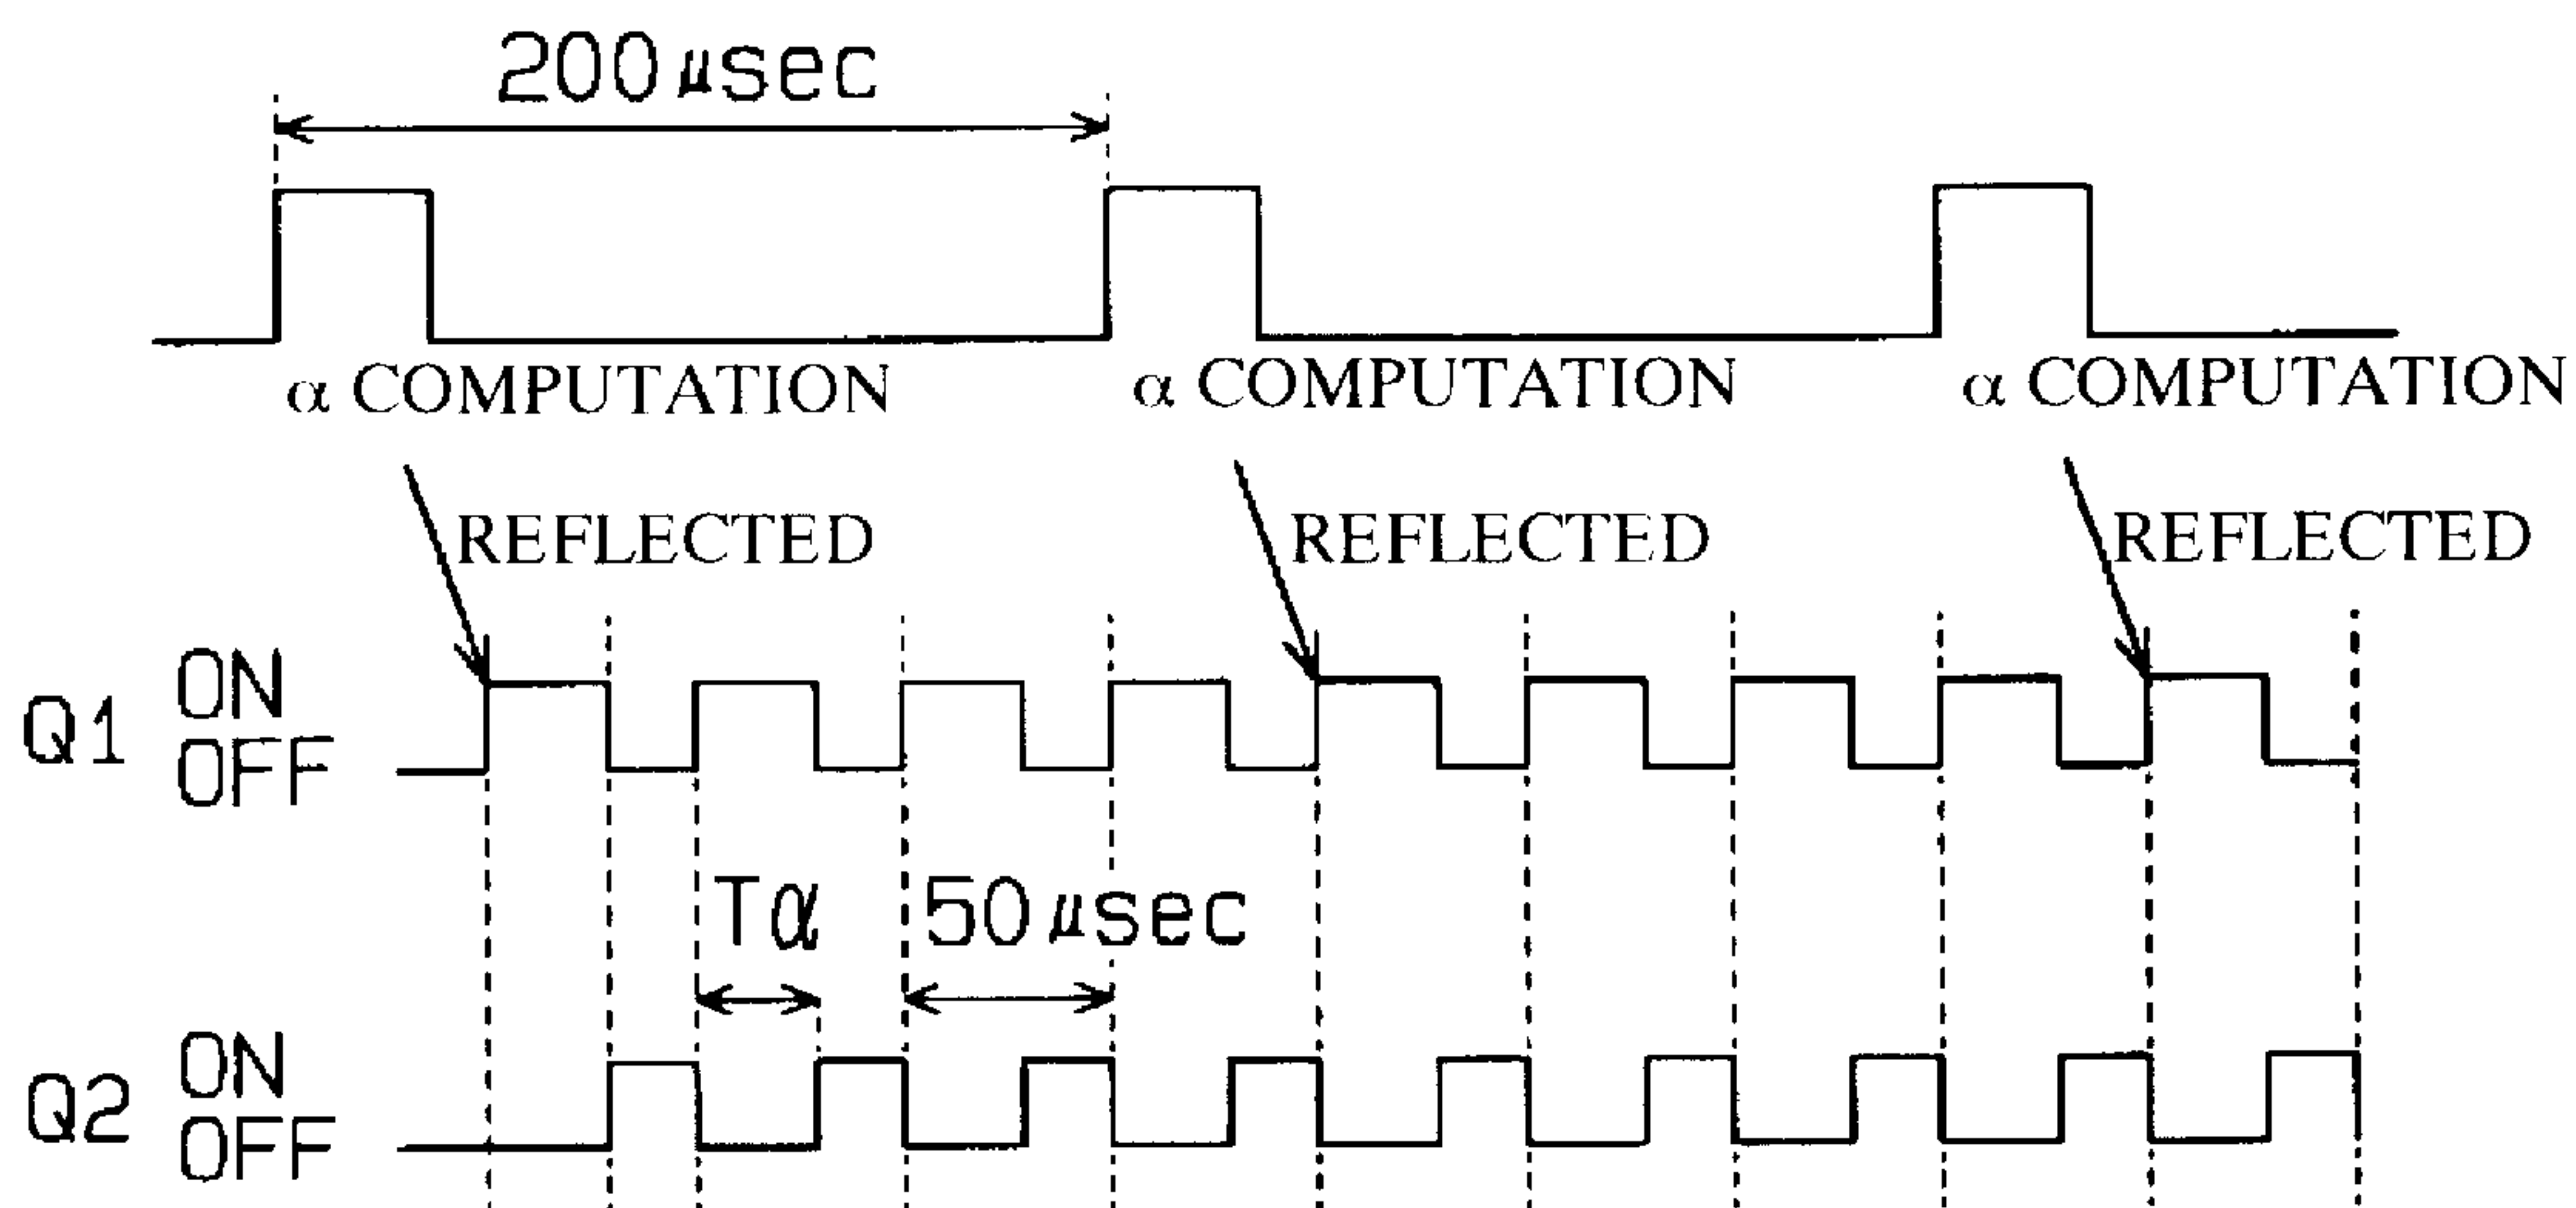 200μsec
α COMPUTATION α COMPUTATION α COMPUTATION
REFLECTED REFLECTED REFLECTED
Q1 ON
OFF
Tα 50μsec
Q2 ON
OFF